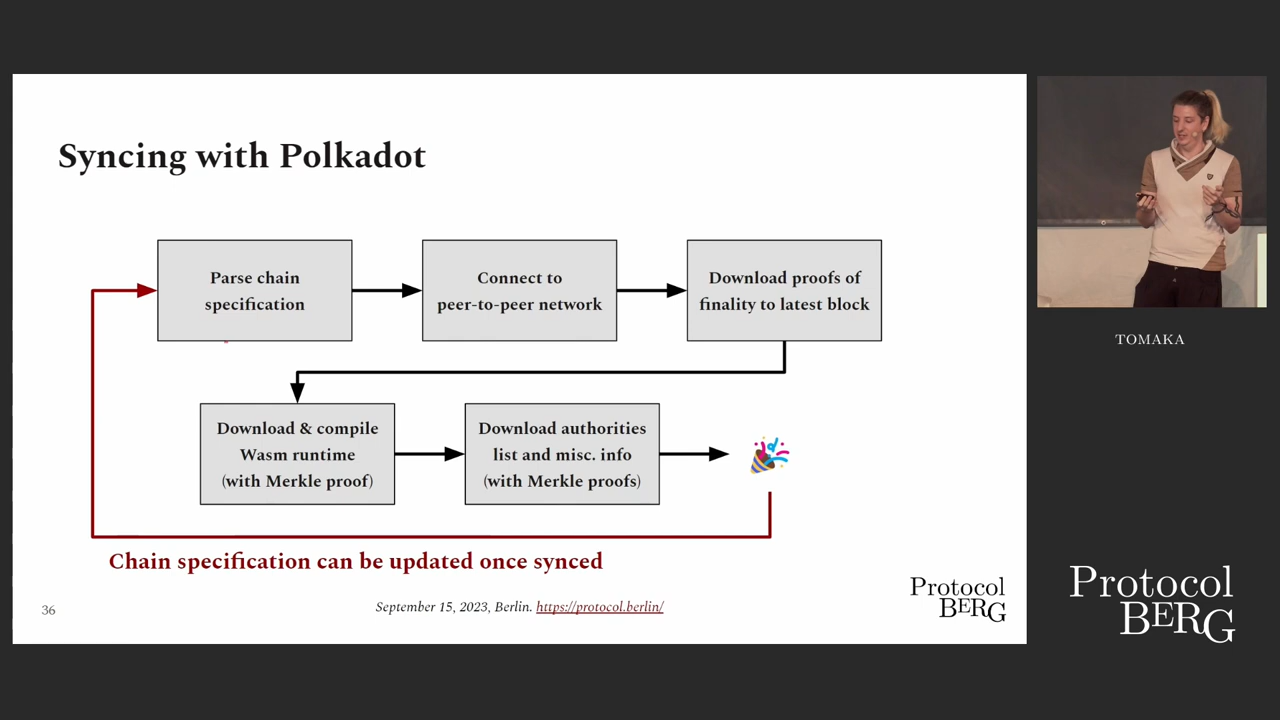 Syncing with Polkadot
Parse chain
specification
Connect to
peer-to-peer network
Download proofs of
finality to latest block
Download & compile
Wasm runtime
(with Merkle proof)
Download authorities
list and misc. info
(with Merkle proofs)
Chain specification can be updated once synced
36
September 15, 2023, Berlin. https://protocol.berlin/
Protocol
BERG
TOMAKA
Protocol
BERG